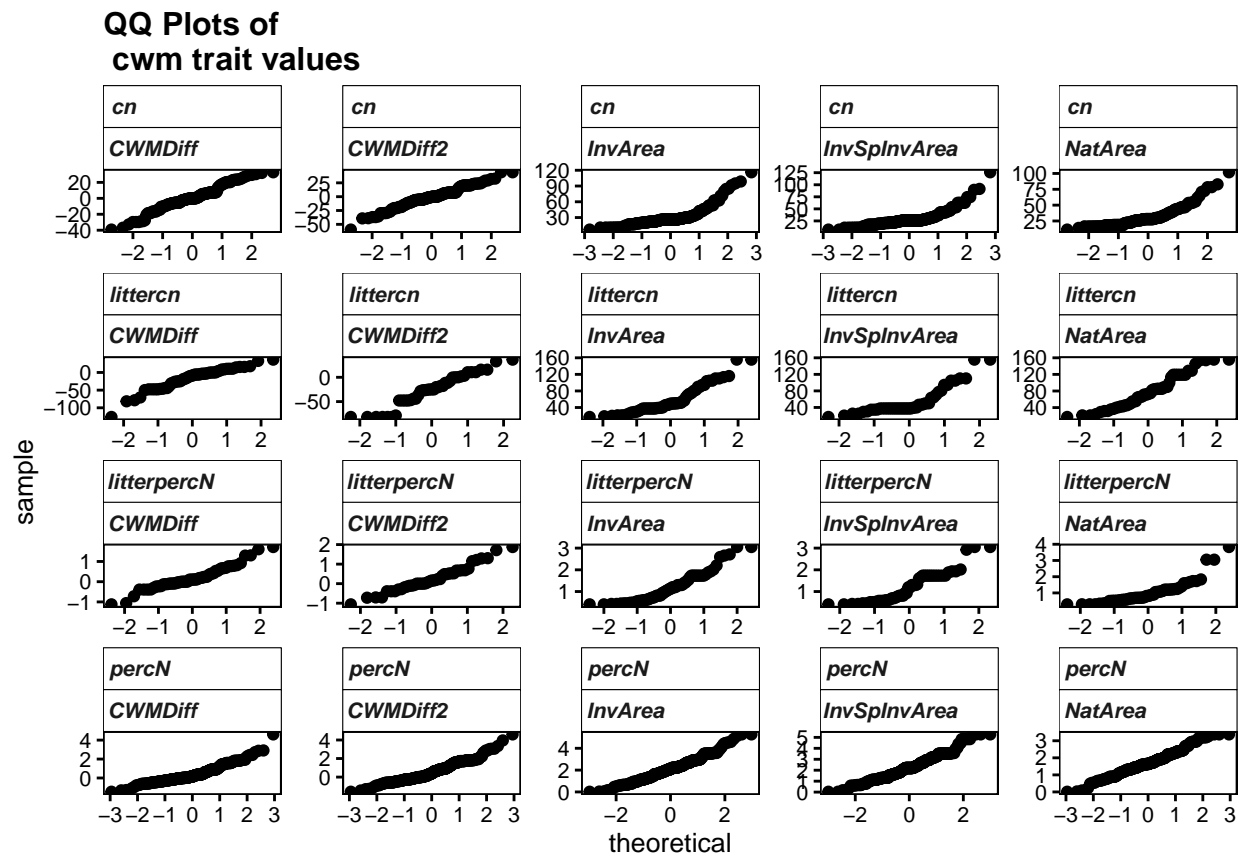 QQ Plots of
cwm trait values
cn cn cn cn cn
CWMDiff CWMDiff2 InvArea InvSpInvArea NatArea
20 0 −20 −40 25 0 −25 −50 120 90 60 30 125 100 75 50 25 100 75 50 25
−2 −1 0 1 2 −2 −1 0 1 2 −3 −2 −1 0 1 2 3 −3 −2 −1 0 1 2 3 −2 −1 0 1 2
littercn littercn littercn littercn littercn
CWMDiff CWMDiff2 InvArea InvSpInvArea NatArea
0 −50 −100 0 −50 160 120 80 40 160 120 80 40 160 120 80 40
−2 −1 0 1 2 −2 −1 0 1 2 −2 −1 0 1 2 −2 −1 0 1 2 −2 −1 0 1 2
sample
litterpercN litterpercN litterpercN litterpercN litterpercN
CWMDiff CWMDiff2 InvArea InvSpInvArea NatArea
1 0 −1 2 1 0 −1 3 2 1 3 2 1 4 3 2 1
−2 −1 0 1 2 −2 −1 0 1 2 −2 −1 0 1 2 −2 −1 0 1 2 −2 −1 0 1 2
percN percN percN percN percN
CWMDiff CWMDiff2 InvArea InvSpInvArea NatArea
4 2 0 4 2 0 4 2 0 5 4 3 2 1 0 3 2 1 0
−3 −2 −1 0 1 2 3 −3 −2 −1 0 1 2 3 −2 0 2 −2 0 2 −3 −2 −1 0 1 2 3
theoretical